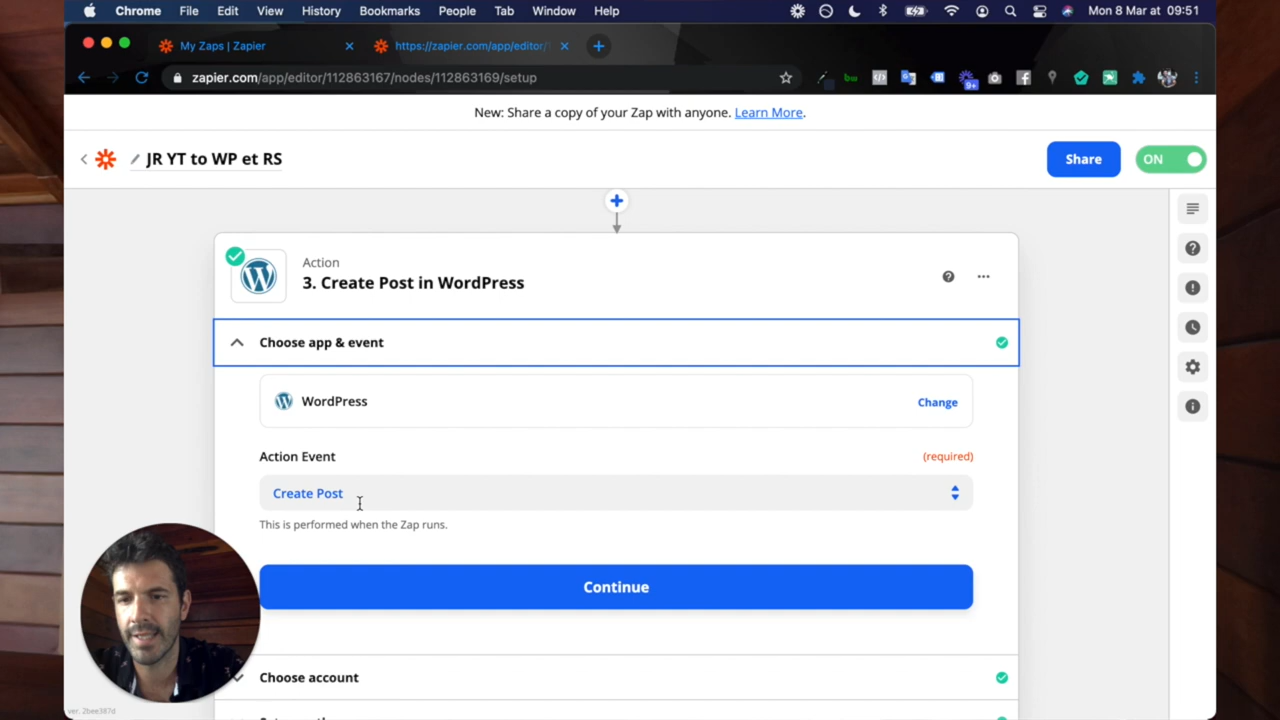 Chrome File Edit View History Bookmarks People Tab Window Help Mon 8 Mar at 09:51
My Zaps | Zapier https://zapier.com/app/editor/1
zapier.com/app/editor/112863167/nodes/112863169/setup
9+
New: Share a copy of your Zap with anyone. Learn More.
JR YT to WP et RS Share ON
Action
3. Create Post in WordPress
Choose app & event
WordPress Change
Action Event (required)
Create Post
This is performed when the Zap runs.
Continue
Choose account
ver. 2bee387d